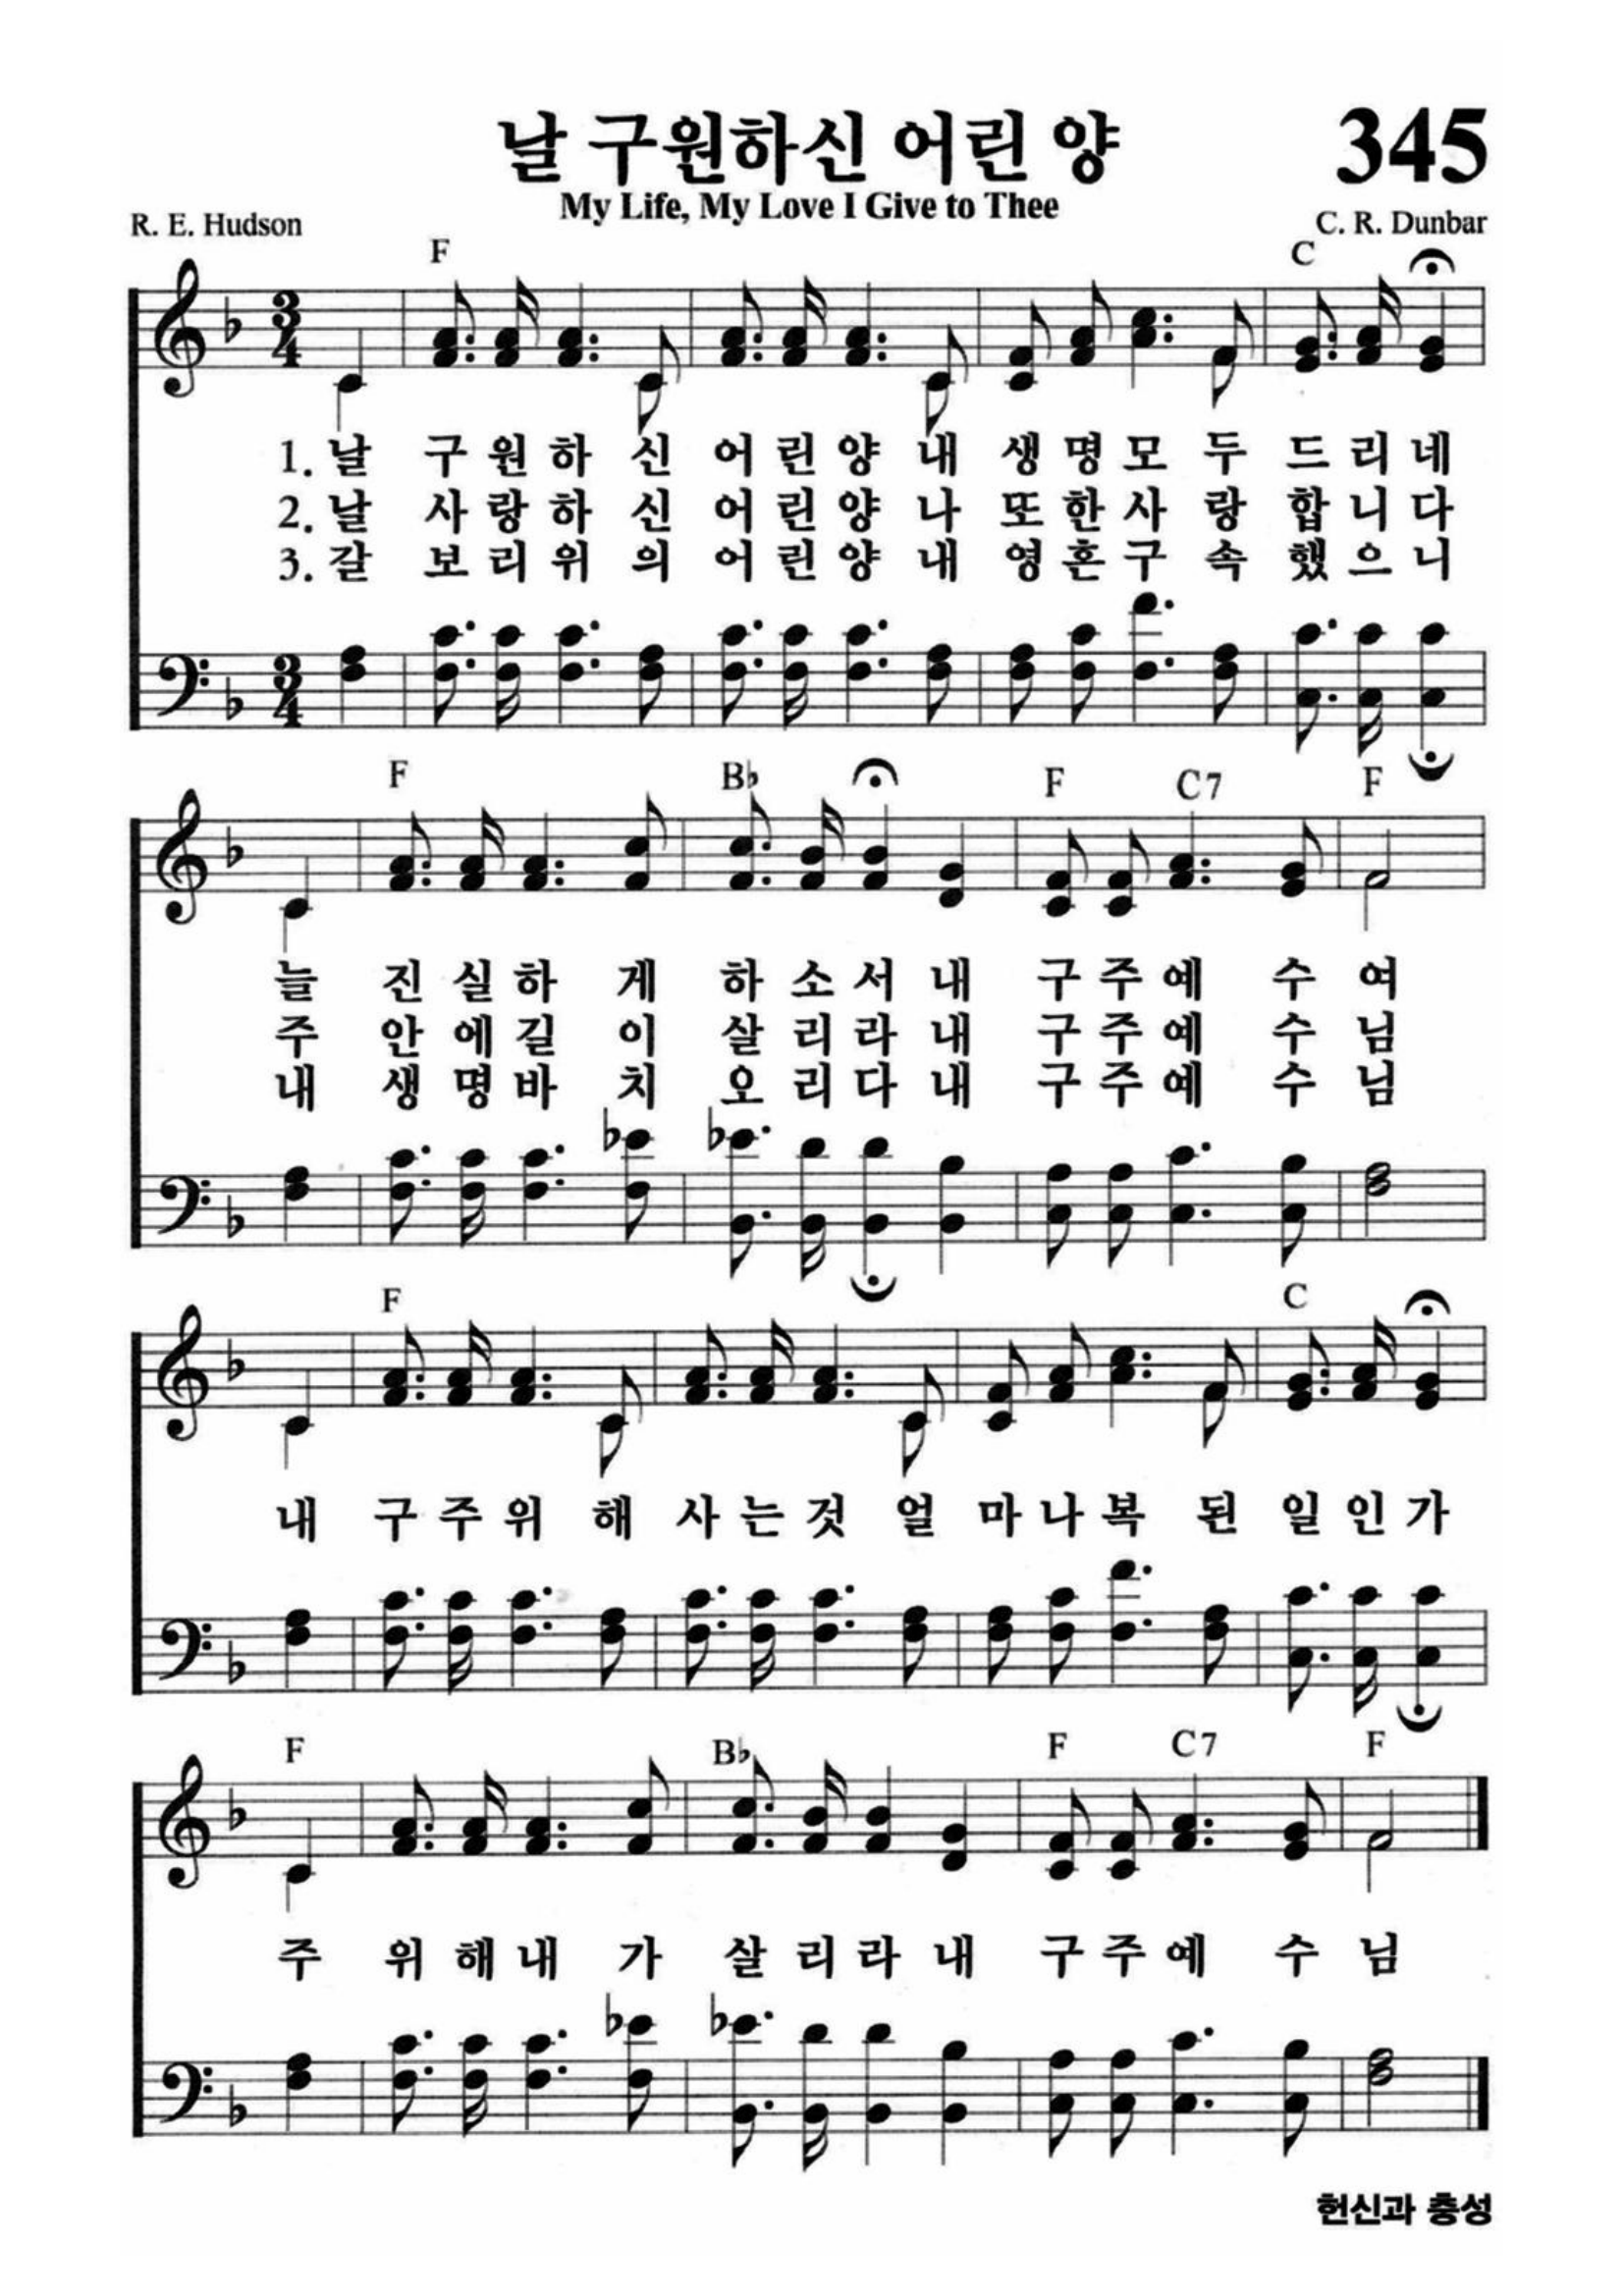 날 구원하신 어린 양
345
My Life, My Love I Give to Thee
R. E. Hudson
C. R. Dunbar
F C
1. 날 구 원 하 신 어 린 양 내 생 명 모 두 드 리 네
2. 날 사 랑 하 신 어 린 양 나 또 한 사 랑 합 니 다
3. 갈 보 리 위 의 어 린 양 내 영 혼 구 속 했 으 니
F B♭ F C7 F
늘 진 실 하 게 하 소 서 내 구 주 예 수 여
주 안 에 길 이 살 리 라 내 구 주 예 수 님
내 생 명 바 치 오 리 다 내 구 주 예 수 님
F C
내 구 주 위 해 사 는 것 얼 마 나 복 된 일 인 가
F B♭ F C7 F
주 위 해 내 가 살 리 라 내 구 주 예 수 님
헌신과 충성